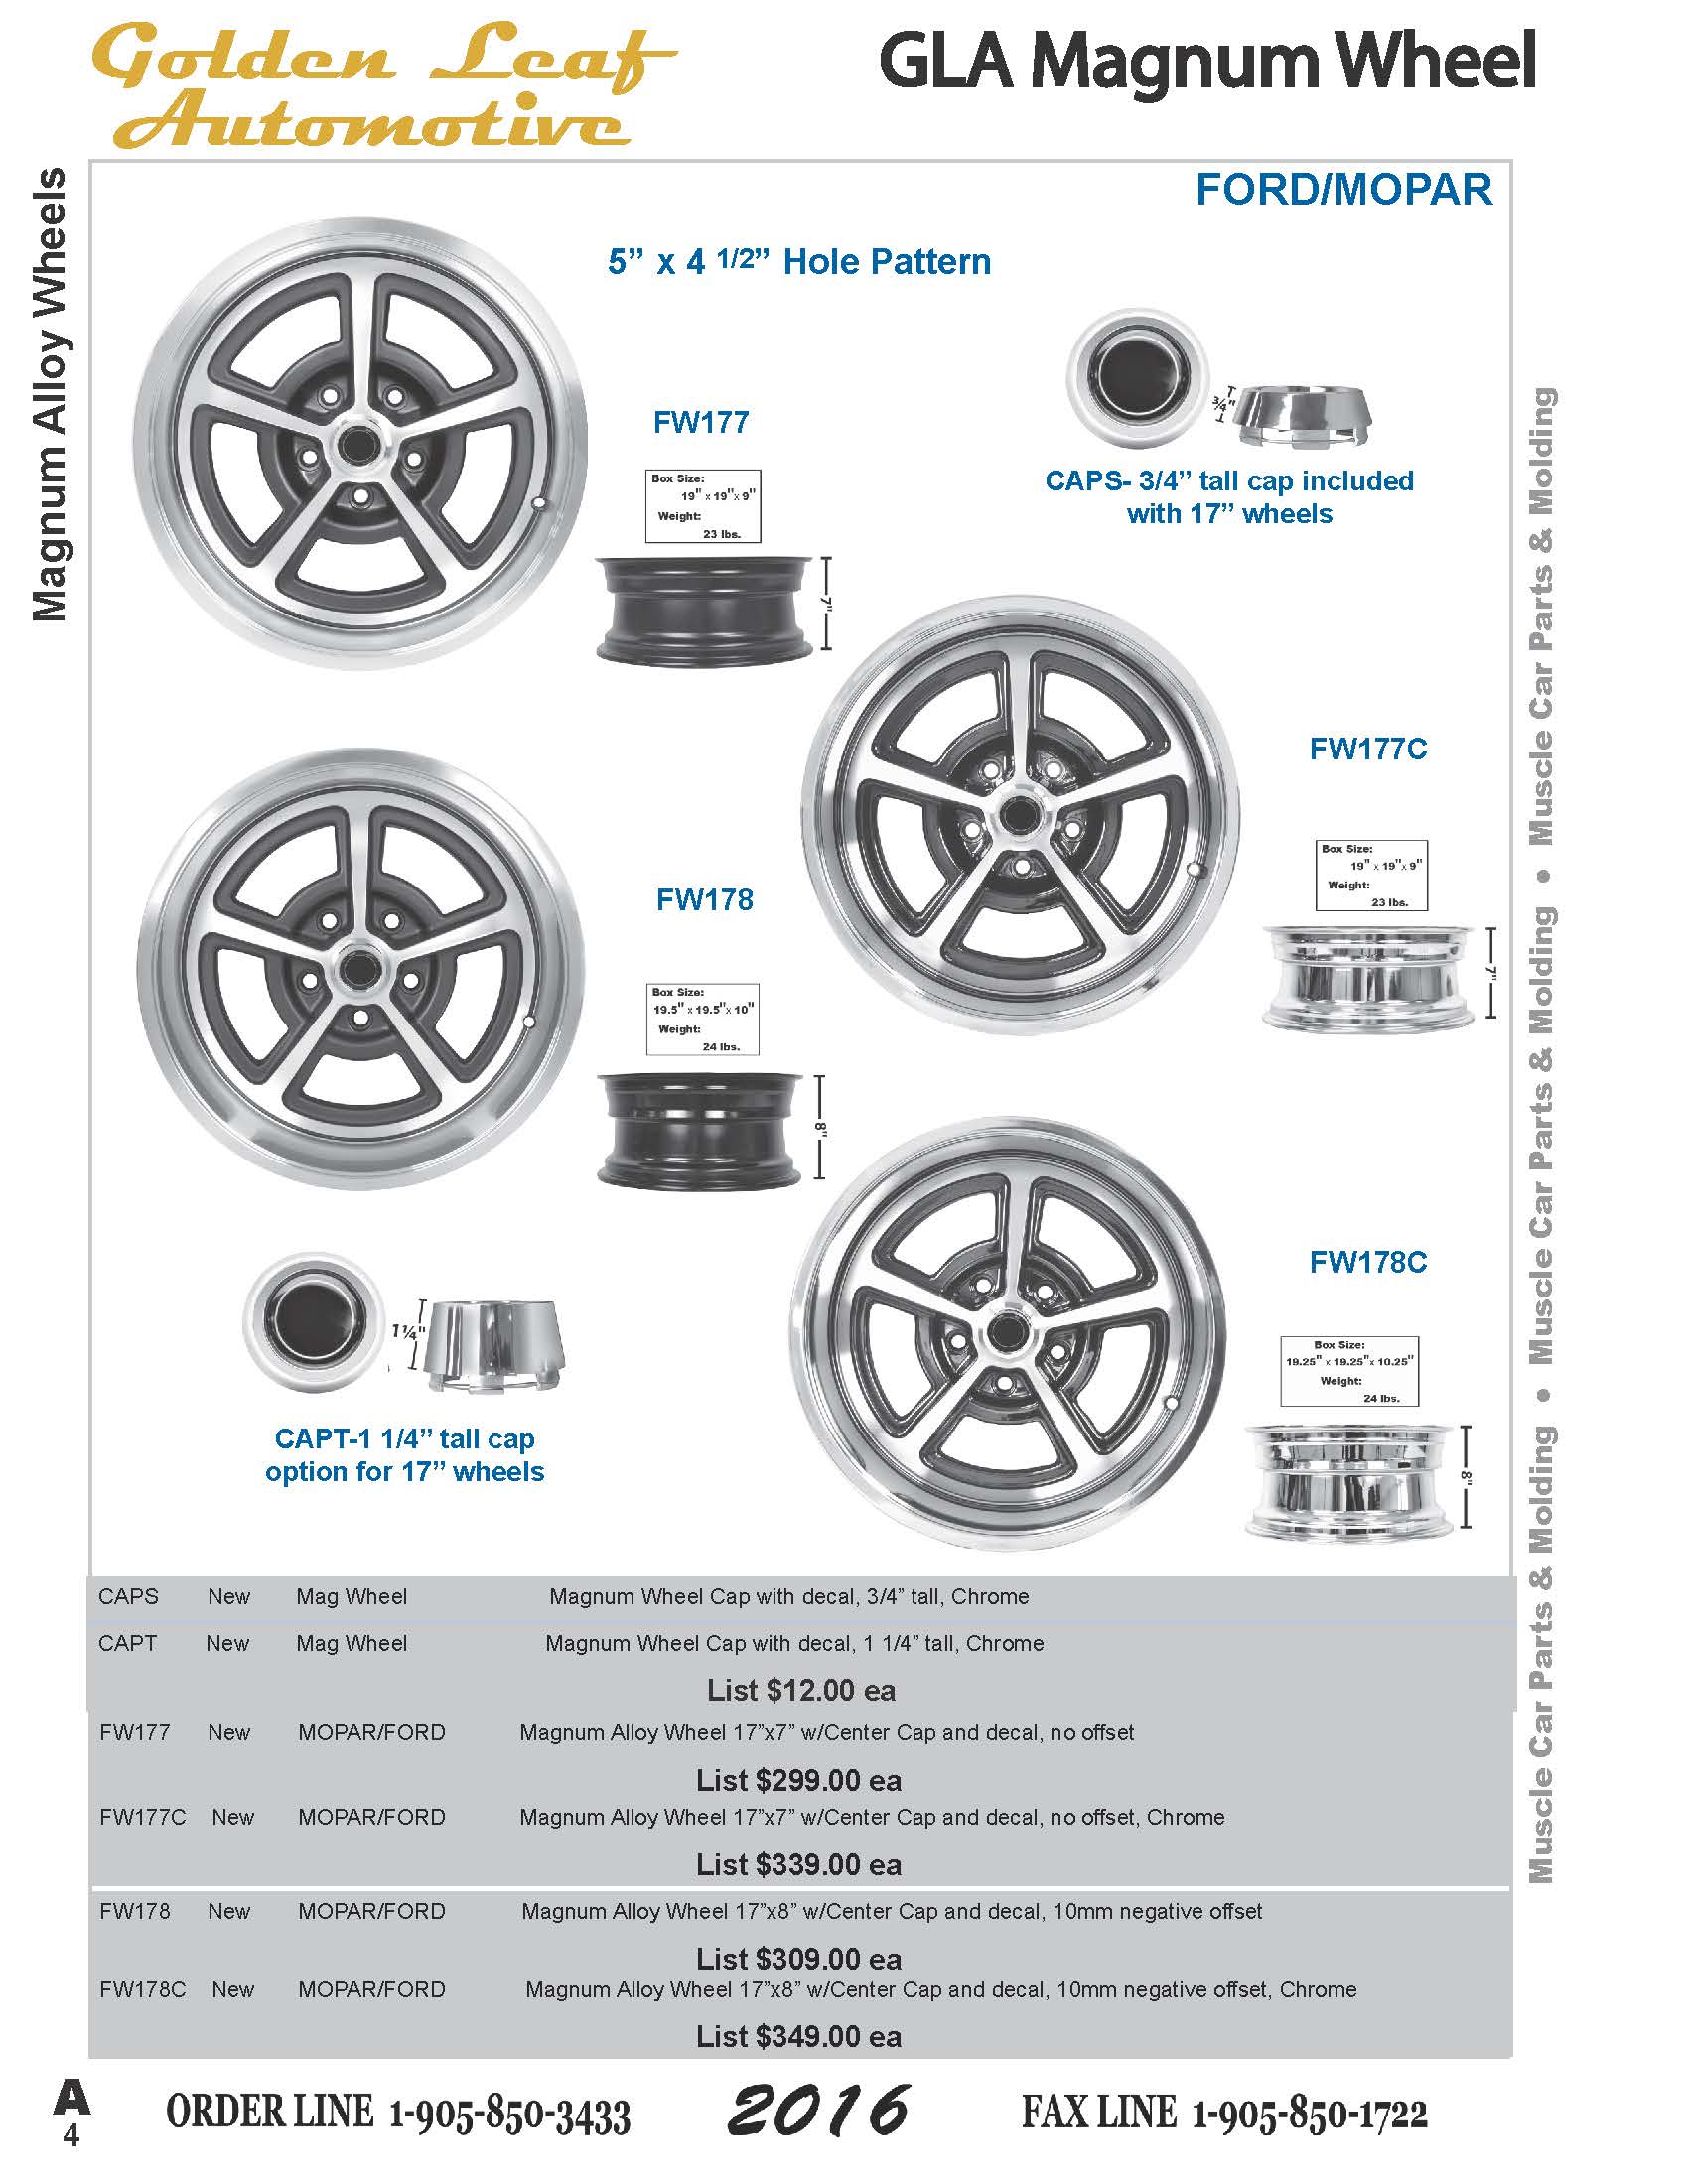 Golden Leaf
Automotive
GLA Magnum Wheel
Magnum Alloy Wheels
FORD/MOPAR
5” x 4 1/2” Hole Pattern
FW177
Box Size:
19" x 19"x 9"
Weight:
23 lbs.
7"
3/4"
CAPS- 3/4” tall cap included
with 17” wheels
FW177C
Box Size:
19" x 19"x 9"
Weight:
23 lbs.
7"
FW178
Box Size:
19.5" x 19.5"x 10"
Weight:
24 lbs.
8"
FW178C
Box Size:
19.25" x 19.25"x 10.25"
Weight:
24 lbs.
8"
1¼"
CAPT-1 1/4” tall cap
option for 17” wheels
CAPS New Mag Wheel Magnum Wheel Cap with decal, 3/4” tall, Chrome
CAPT New Mag Wheel Magnum Wheel Cap with decal, 1 1/4” tall, Chrome
List $12.00 ea
FW177 New MOPAR/FORD Magnum Alloy Wheel 17”x7” w/Center Cap and decal, no offset
List $299.00 ea
FW177C New MOPAR/FORD Magnum Alloy Wheel 17”x7” w/Center Cap and decal, no offset, Chrome
List $339.00 ea
FW178 New MOPAR/FORD Magnum Alloy Wheel 17”x8” w/Center Cap and decal, 10mm negative offset
List $309.00 ea
FW178C New MOPAR/FORD Magnum Alloy Wheel 17”x8” w/Center Cap and decal, 10mm negative offset, Chrome
List $349.00 ea
Muscle Car Parts & Molding • Muscle Car Parts & Molding • Muscle Car Parts & Molding
A
4
ORDER LINE 1-905-850-3433
2016
FAX LINE 1-905-850-1722